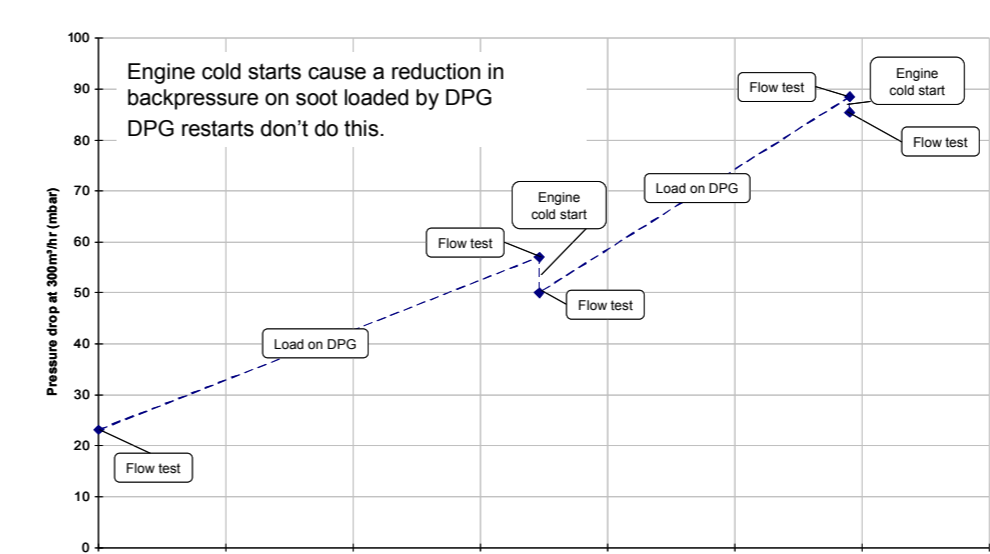 Engine cold starts cause a reduction in
backpressure on soot loaded by DPG
DPG restarts don't do this.
Pressure drop at 300m³/hr (mbar)
100
90
80
70
60
50
40
30
20
10
0
Flow test
Load on DPG
Flow test
Engine
cold start
Flow test
Load on DPG
Flow test
Engine
cold start
Flow test